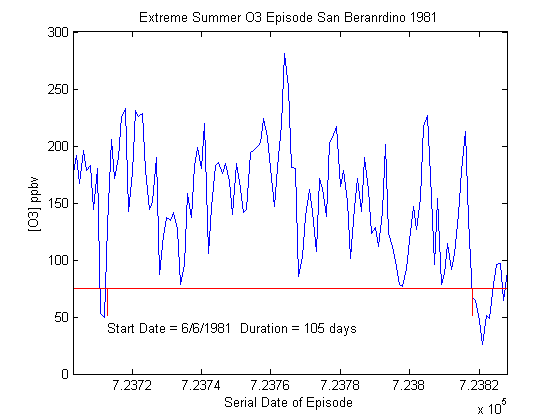 Extreme Summer O3 Episode San Beranrdino 1981
300
250
200
150
100
50
0
[O3] ppbv
Start Date = 6/6/1981 Duration = 105 days
7.2372 7.2374 7.2376 7.2378 7.238 7.2382
Serial Date of Episode
x 10^5